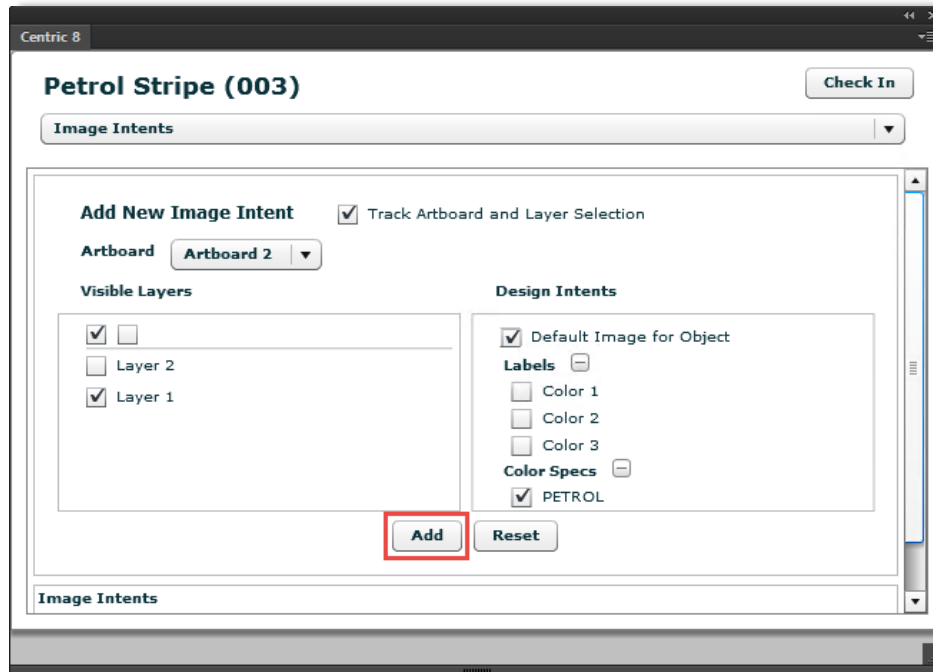 Centric 8
Petrol Stripe (003)
Check In
Image Intents
Add New Image Intent
Track Artboard and Layer Selection
Artboard
Artboard 2
Visible Layers
Design Intents
Layer 2
Layer 1
Default Image for Object
Labels
Color 1
Color 2
Color 3
Color Specs
PETROL
Add
Reset
Image Intents